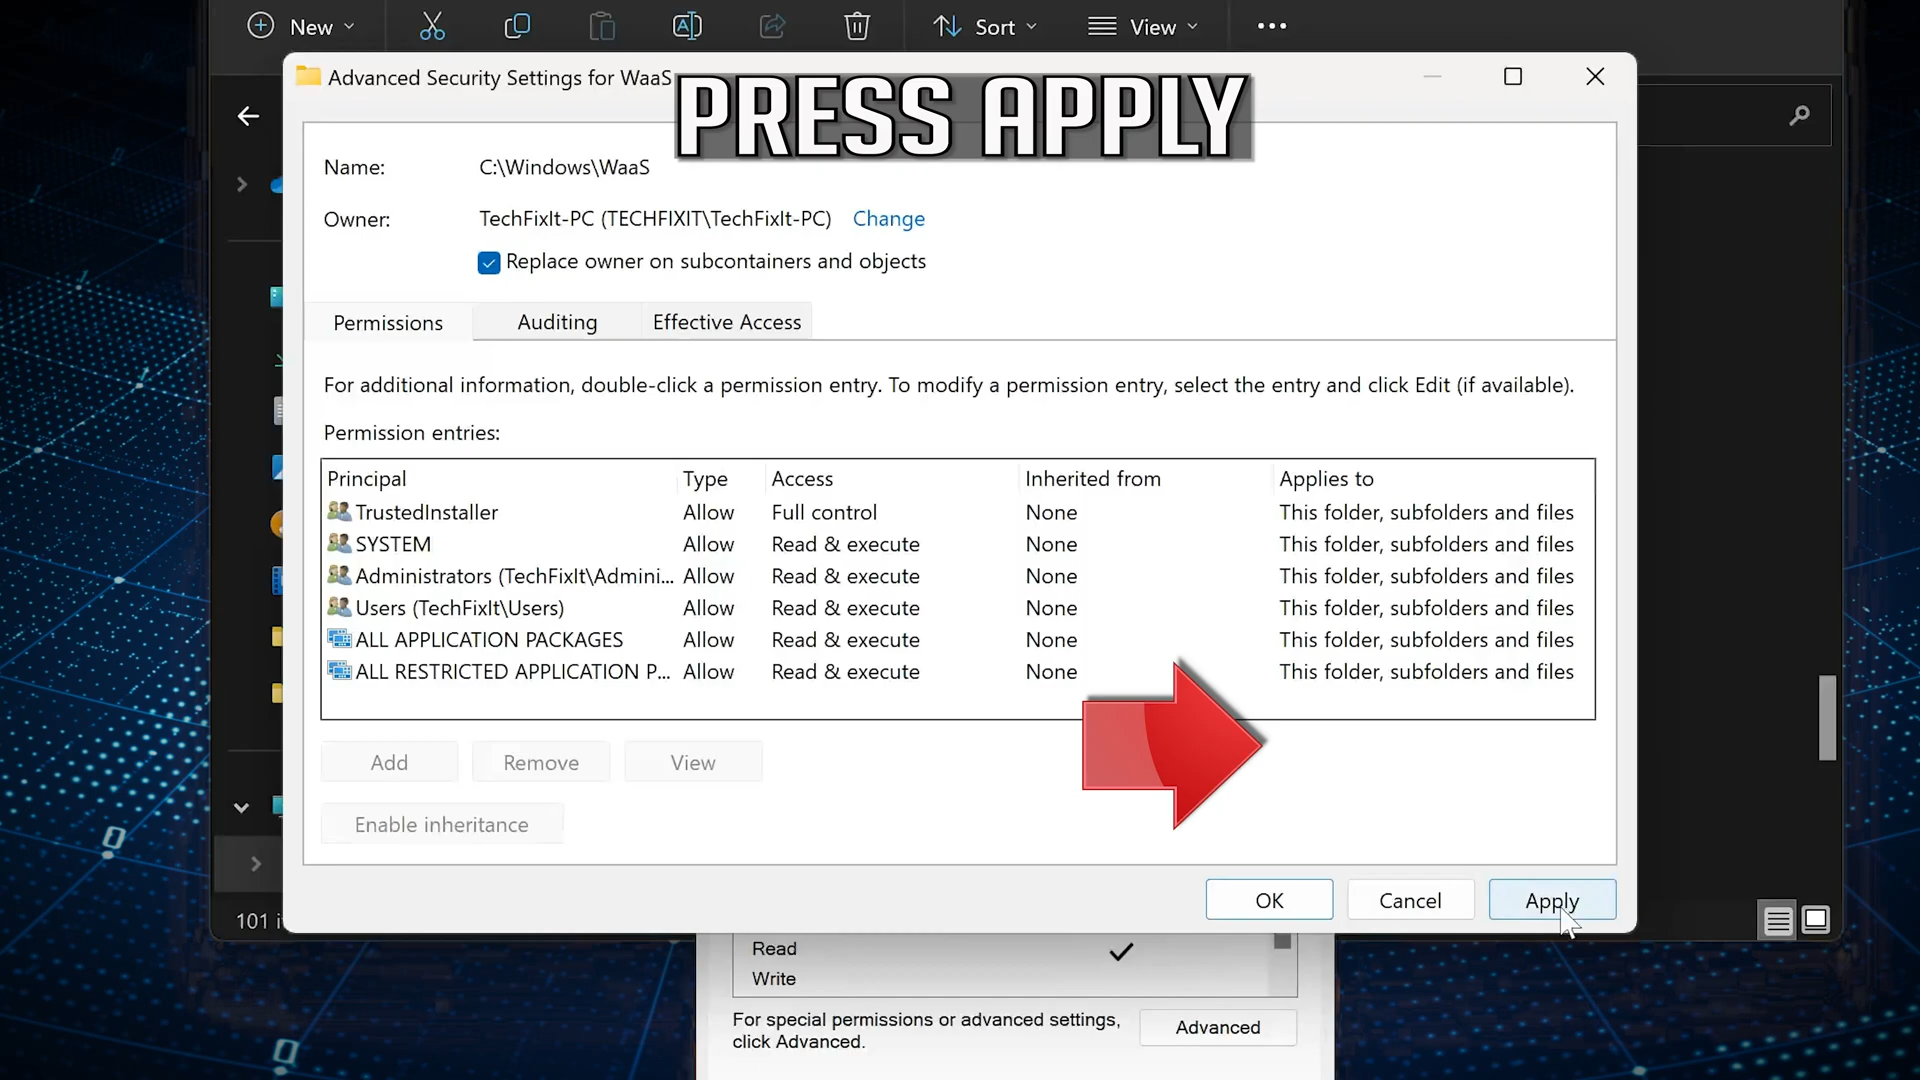 New
Sort
View
Advanced Security Settings for WaaS
PRESS APPLY
Name:
C:\Windows\WaaS
Owner:
TechFixIt-PC (TECHFIXIT\TechFixIt-PC)
Change
Replace owner on subcontainers and objects
Permissions
Auditing
Effective Access
For additional information, double-click a permission entry. To modify a permission entry, select the entry and click Edit (if available).
Permission entries:
Principal Type Access Inherited from Applies to
TrustedInstaller Allow Full control None This folder, subfolders and files
SYSTEM Allow Read & execute None This folder, subfolders and files
Administrators (TechFixIt\Admini... Allow Read & execute None This folder, subfolders and files
Users (TechFixIt\Users) Allow Read & execute None This folder, subfolders and files
ALL APPLICATION PACKAGES Allow Read & execute None This folder, subfolders and files
ALL RESTRICTED APPLICATION P... Allow Read & execute None This folder, subfolders and files
Add
Remove
View
Enable inheritance
101 i
OK
Cancel
Apply
Read
Write
For special permissions or advanced settings,
click Advanced.
Advanced